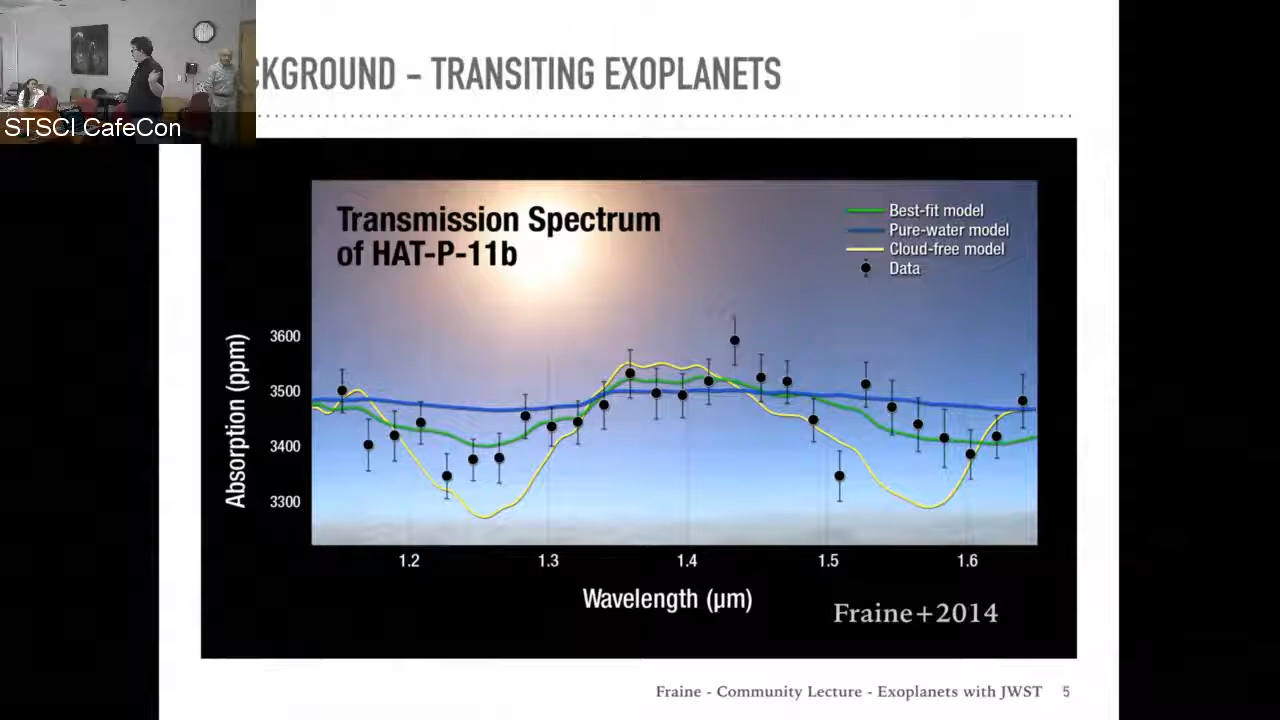 STSCI CafeCon
CKGROUND – TRANSITING EXOPLANETS
Transmission Spectrum
of HAT-P-11b
Best-fit model
Pure-water model
Cloud-free model
Data
Absorption (ppm)
3600
3500
3400
3300
1.2 1.3 1.4 1.5 1.6
Wavelength (µm)
Fraine+2014
Fraine - Community Lecture - Exoplanets with JWST 5